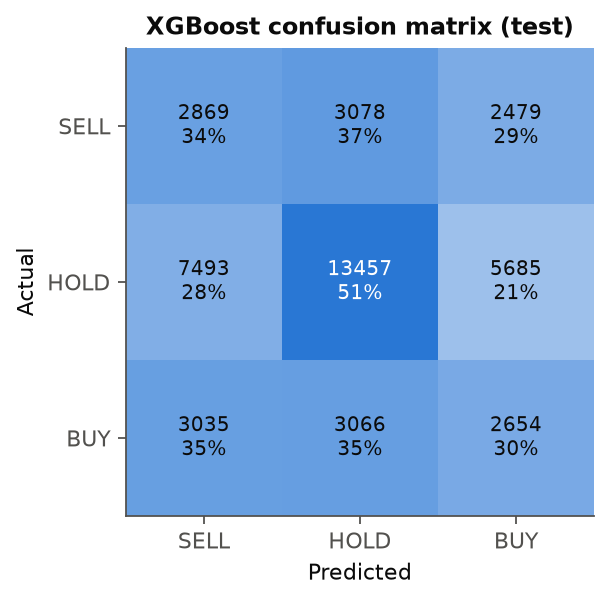 XGBoost confusion matrix (test)
SELL
2869
34%
3078
37%
2479
29%
HOLD
7493
28%
13457
51%
5685
21%
BUY
3035
35%
3066
35%
2654
30%
Actual
SELL
HOLD
BUY
Predicted